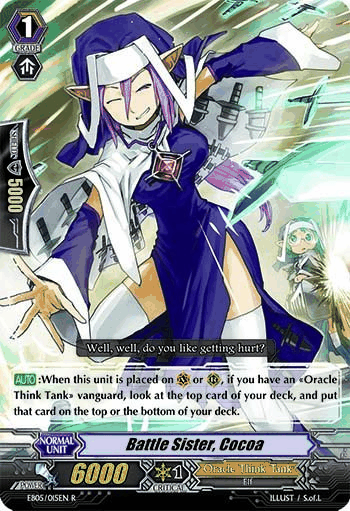 1
GRADE
SHIELD
5000
Well, well, do you like getting hurt?
AUTO :When this unit is placed on or , if you have an «Oracle
Think Tank» vanguard, look at the top card of your deck, and put
that card on the top or the bottom of your deck.
NORMAL
UNIT
Battle Sister, Cocoa
POWER
6000
1
CRITICAL
Oracle Think Tank
Elf
EB05/015EN R
ILLUST / S.of.L